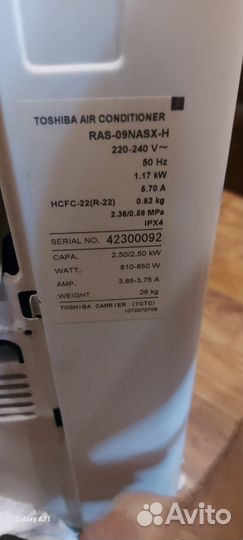 TOSHIBA AIR CONDITIONER
RAS-09NASX-H
220-240 V~
50 Hz
1.17 kW
5.70 A
HCFC-22(R-22) 0.62 kg
2.36/0.59 MPa
IPX4
SERIAL NO. 42300092
CAPA. 2.50/2.50 kW
WATT. 810-850 W
AMP. 3.85-3.75 A
WEIGHT 26 kg
TOSHIBA CARRIER (TCTC)
1072070709
Galaxy A71
Avito